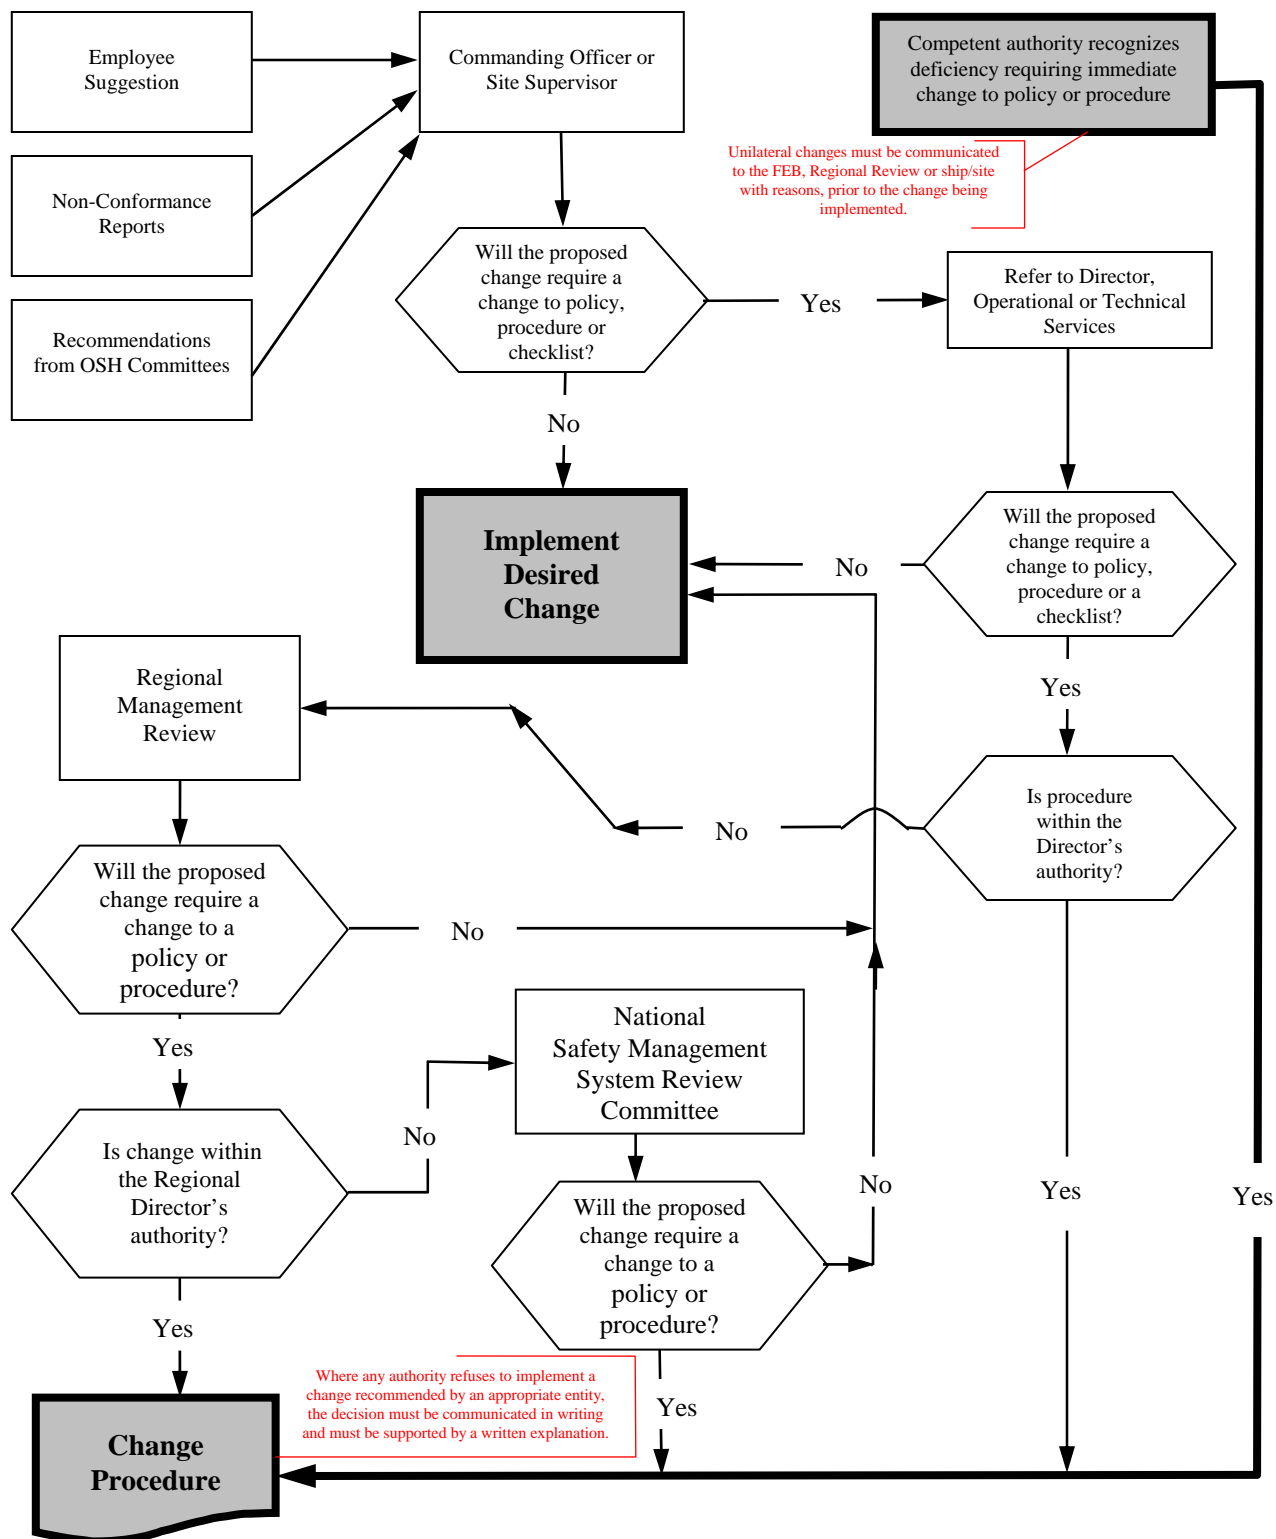 Employee
Suggestion
Commanding Officer or
Site Supervisor
Competent authority recognizes
deficiency requiring immediate
change to policy or procedure
Unilateral changes must be communicated
to the FEB, Regional Review or ship/site
with reasons, prior to the change being
implemented.
Non-Conformance
Reports
Recommendations
from OSH Committees
Will the proposed
change require a
change to policy,
procedure or
checklist?
Yes
Refer to Director,
Operational or Technical
Services
No
Implement
Desired
Change
No
Will the proposed
change require a
change to policy,
procedure or a
checklist?
Yes
Regional
Management
Review
No
Is procedure
within the
Director's
authority?
Will the proposed
change require a
change to a
policy or
procedure?
No
Yes
National
Safety Management
System Review
Committee
No
Is change within
the Regional
Director's
authority?
Will the proposed
change require a
change to a
policy or
procedure?
No
Yes
Yes
Yes
Where any authority refuses to implement a
change recommended by an appropriate entity,
the decision must be communicated in writing
and must be supported by a written explanation.
Yes
Change
Procedure